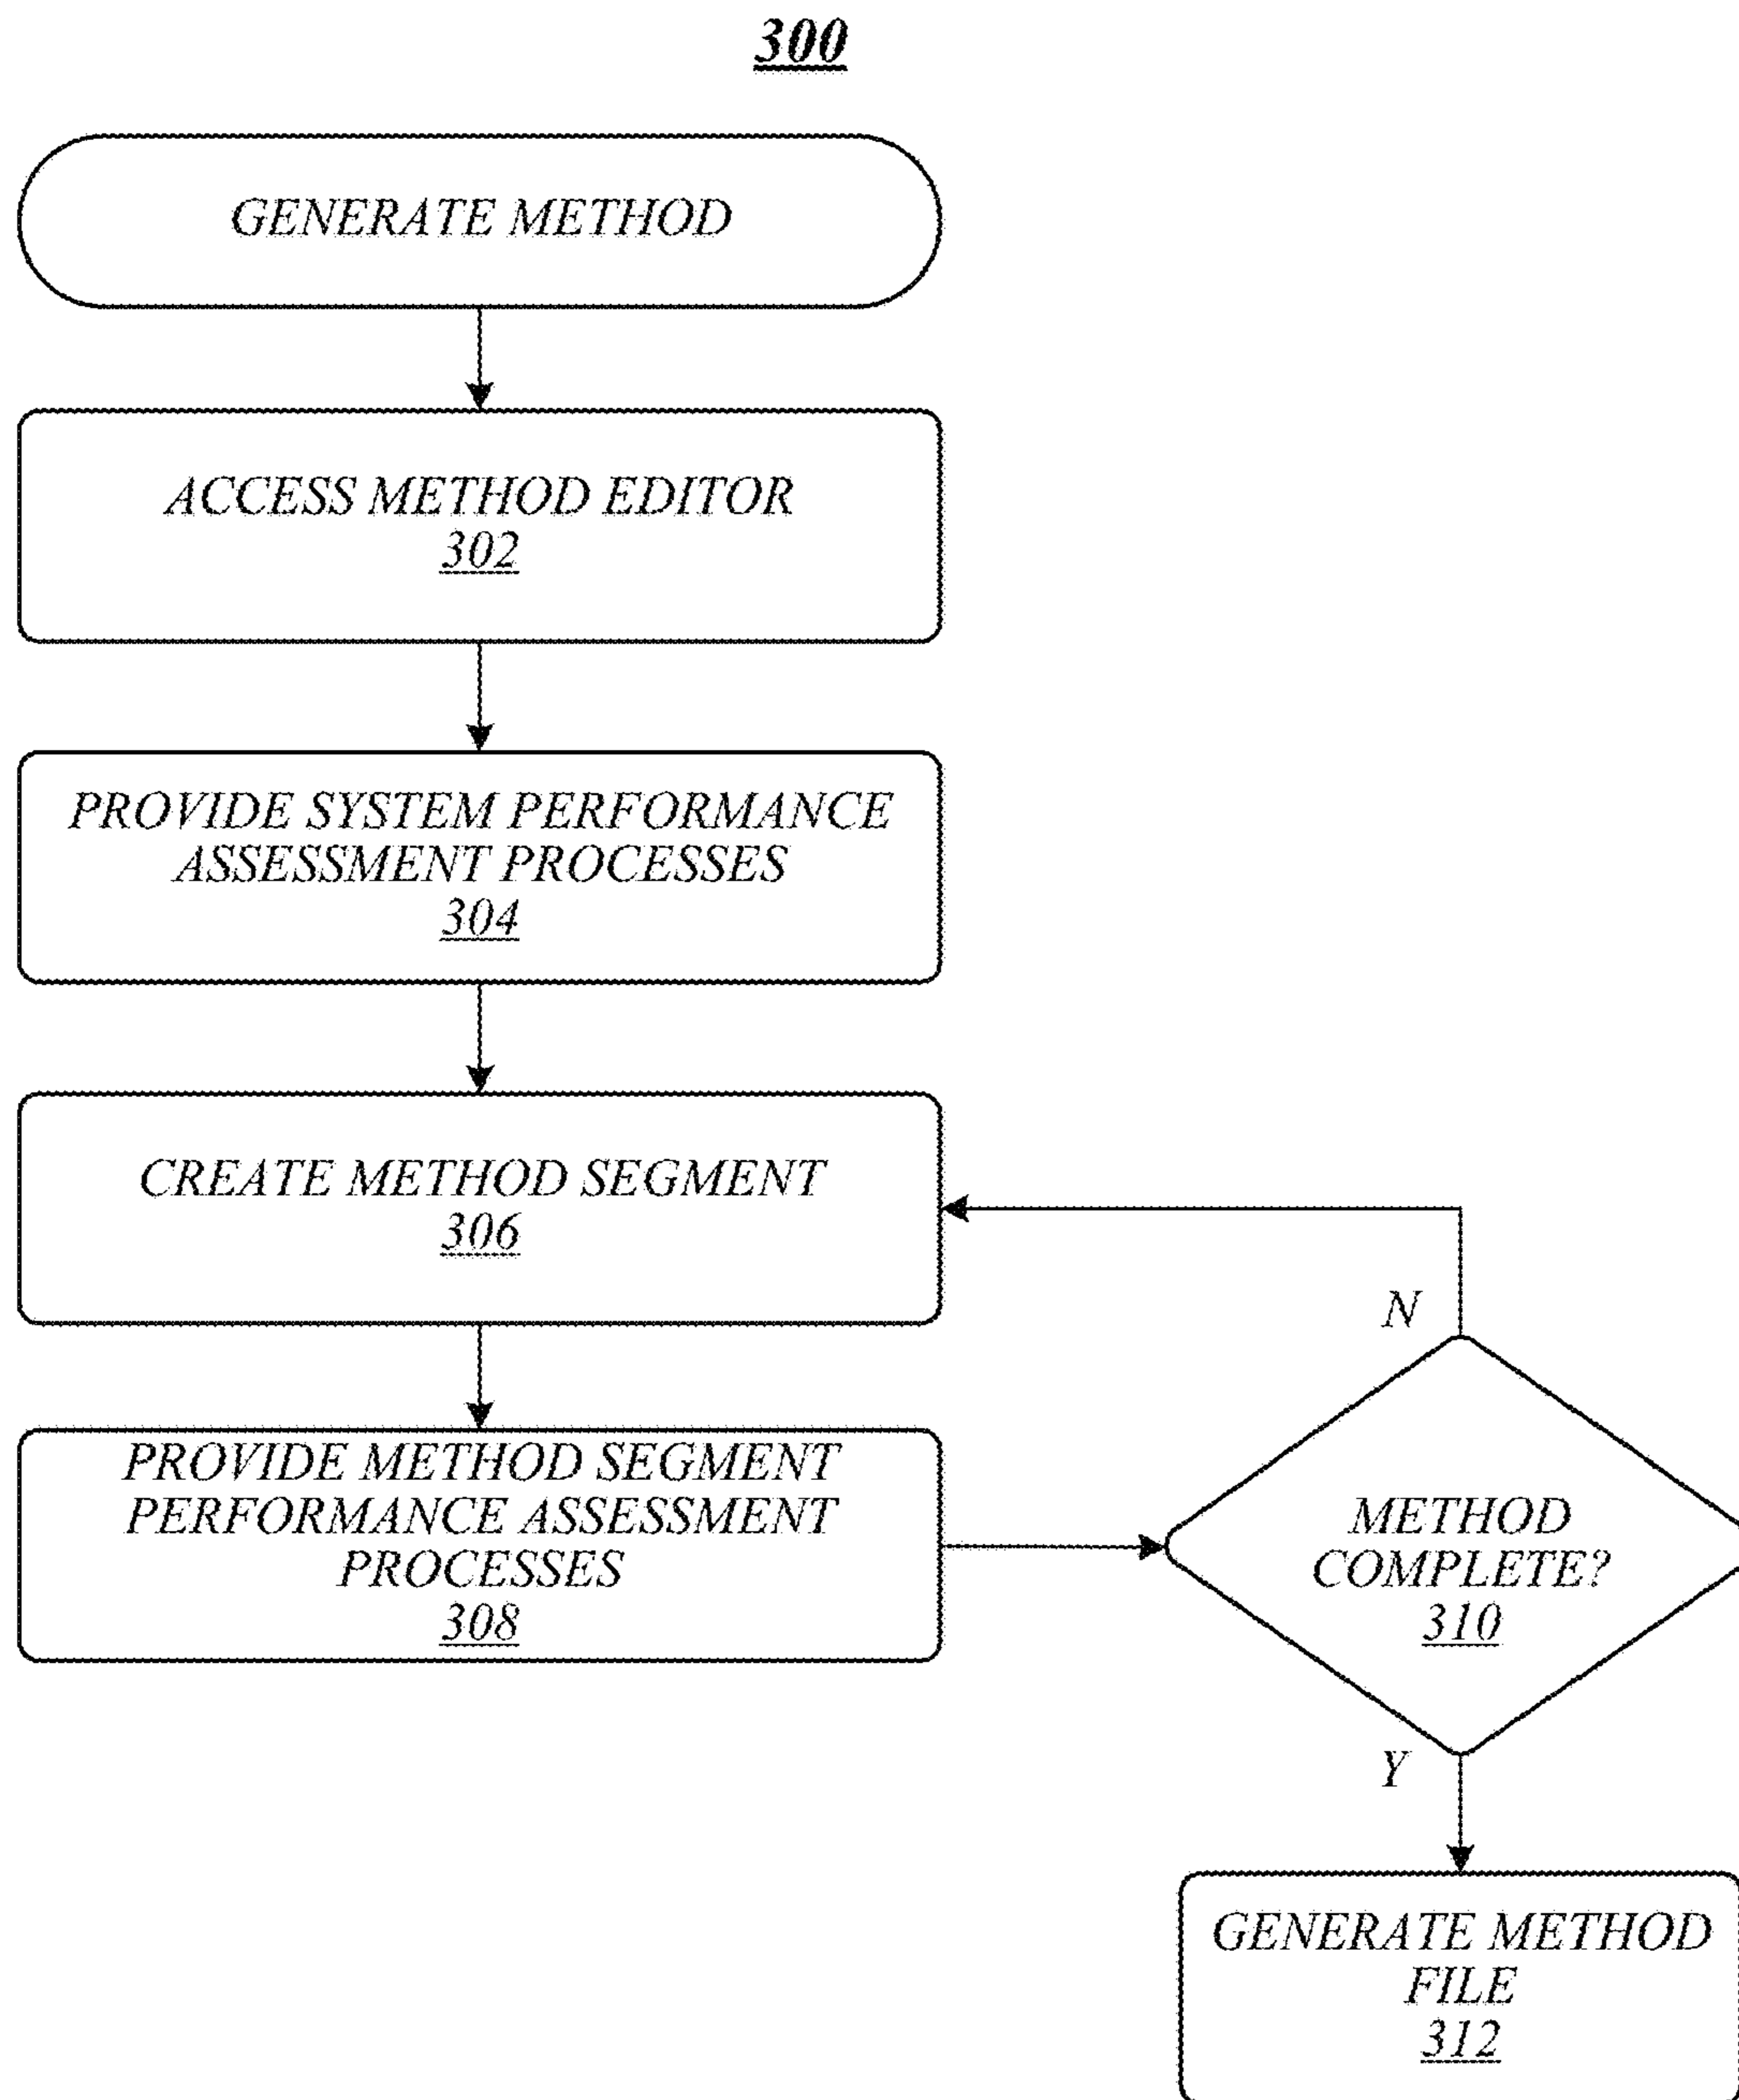 300
GENERATE METHOD
ACCESS METHOD EDITOR
302
PROVIDE SYSTEM PERFORMANCE
ASSESSMENT PROCESSES
304
CREATE METHOD SEGMENT
306
N
PROVIDE METHOD SEGMENT
PERFORMANCE ASSESSMENT
PROCESSES
308
METHOD
COMPLETE?
310
Y
GENERATE METHOD
FILE
312